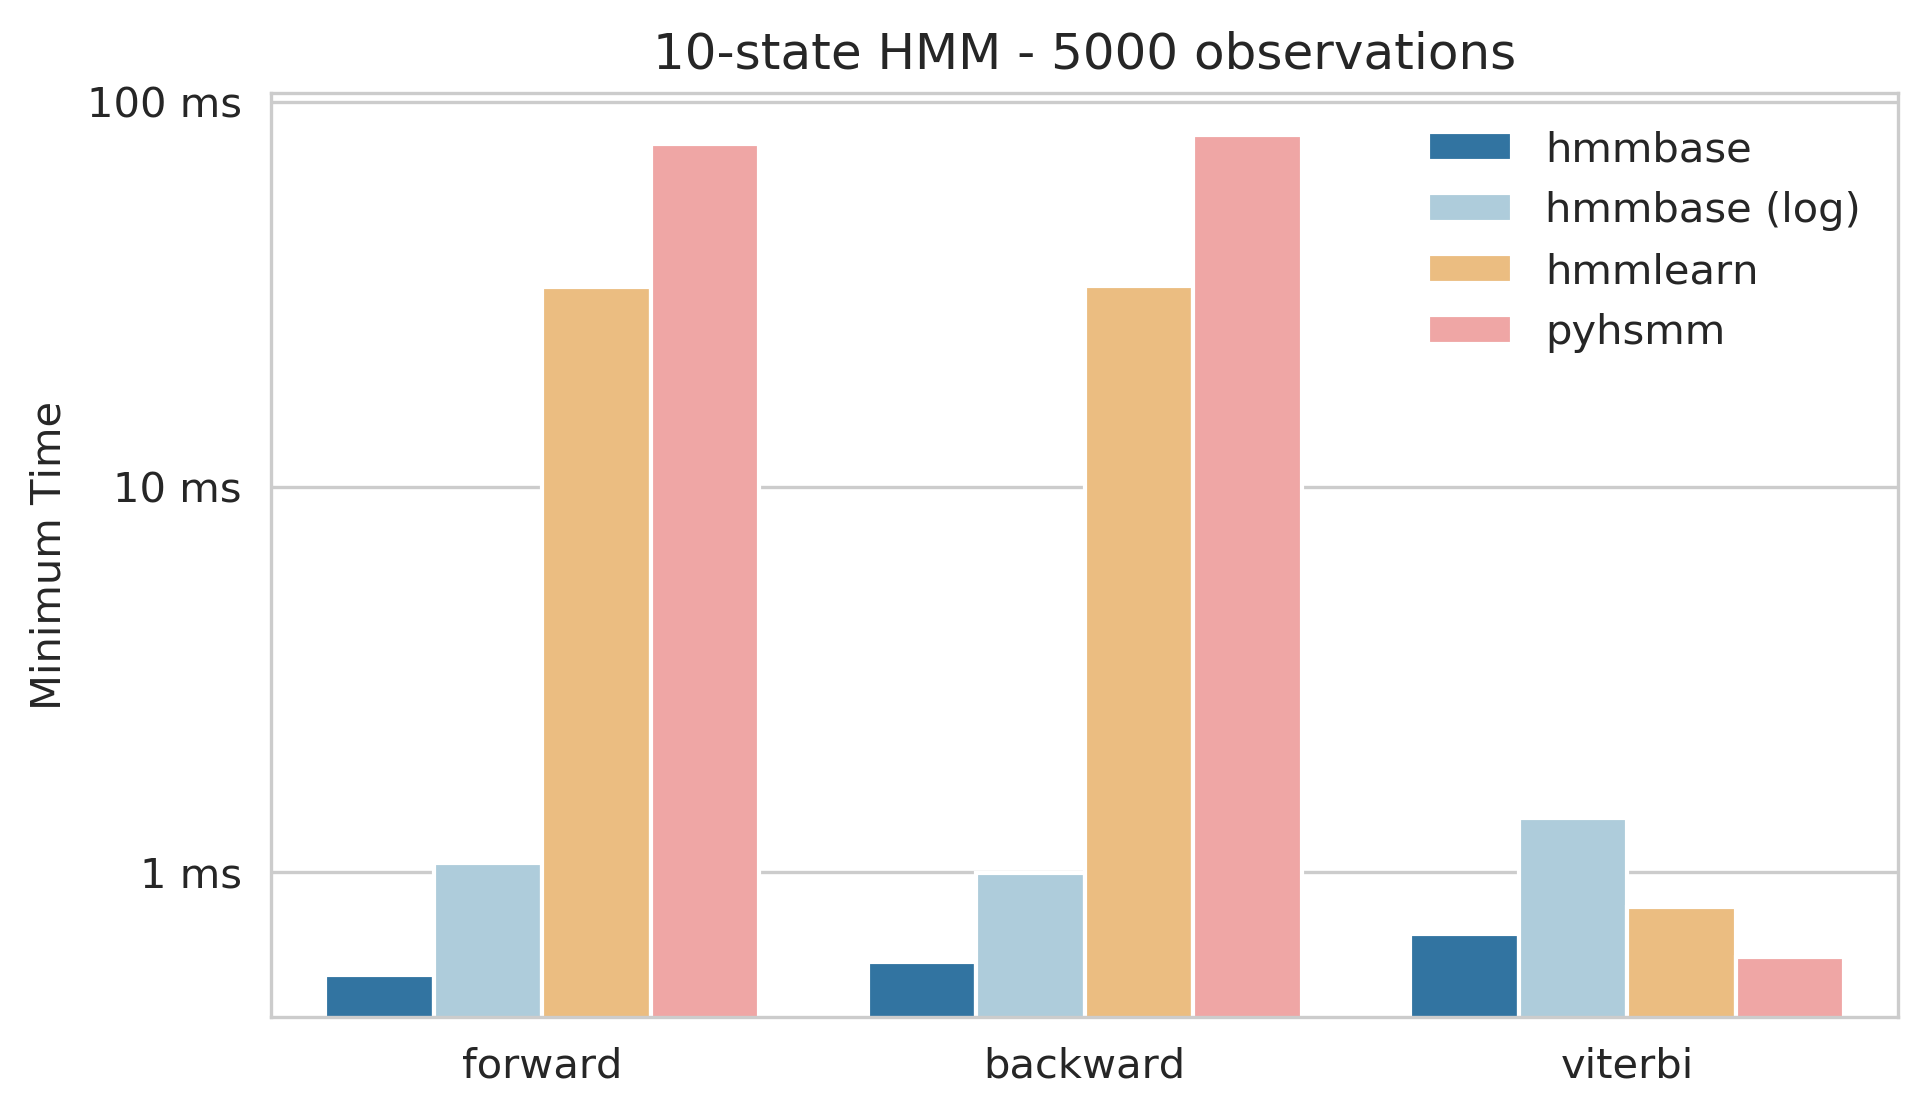 10-state HMM - 5000 observations
100 ms
10 ms
1 ms
Minimum Time
hmmbase
hmmbase (log)
hmmlearn
pyhsmm
forward
backward
viterbi